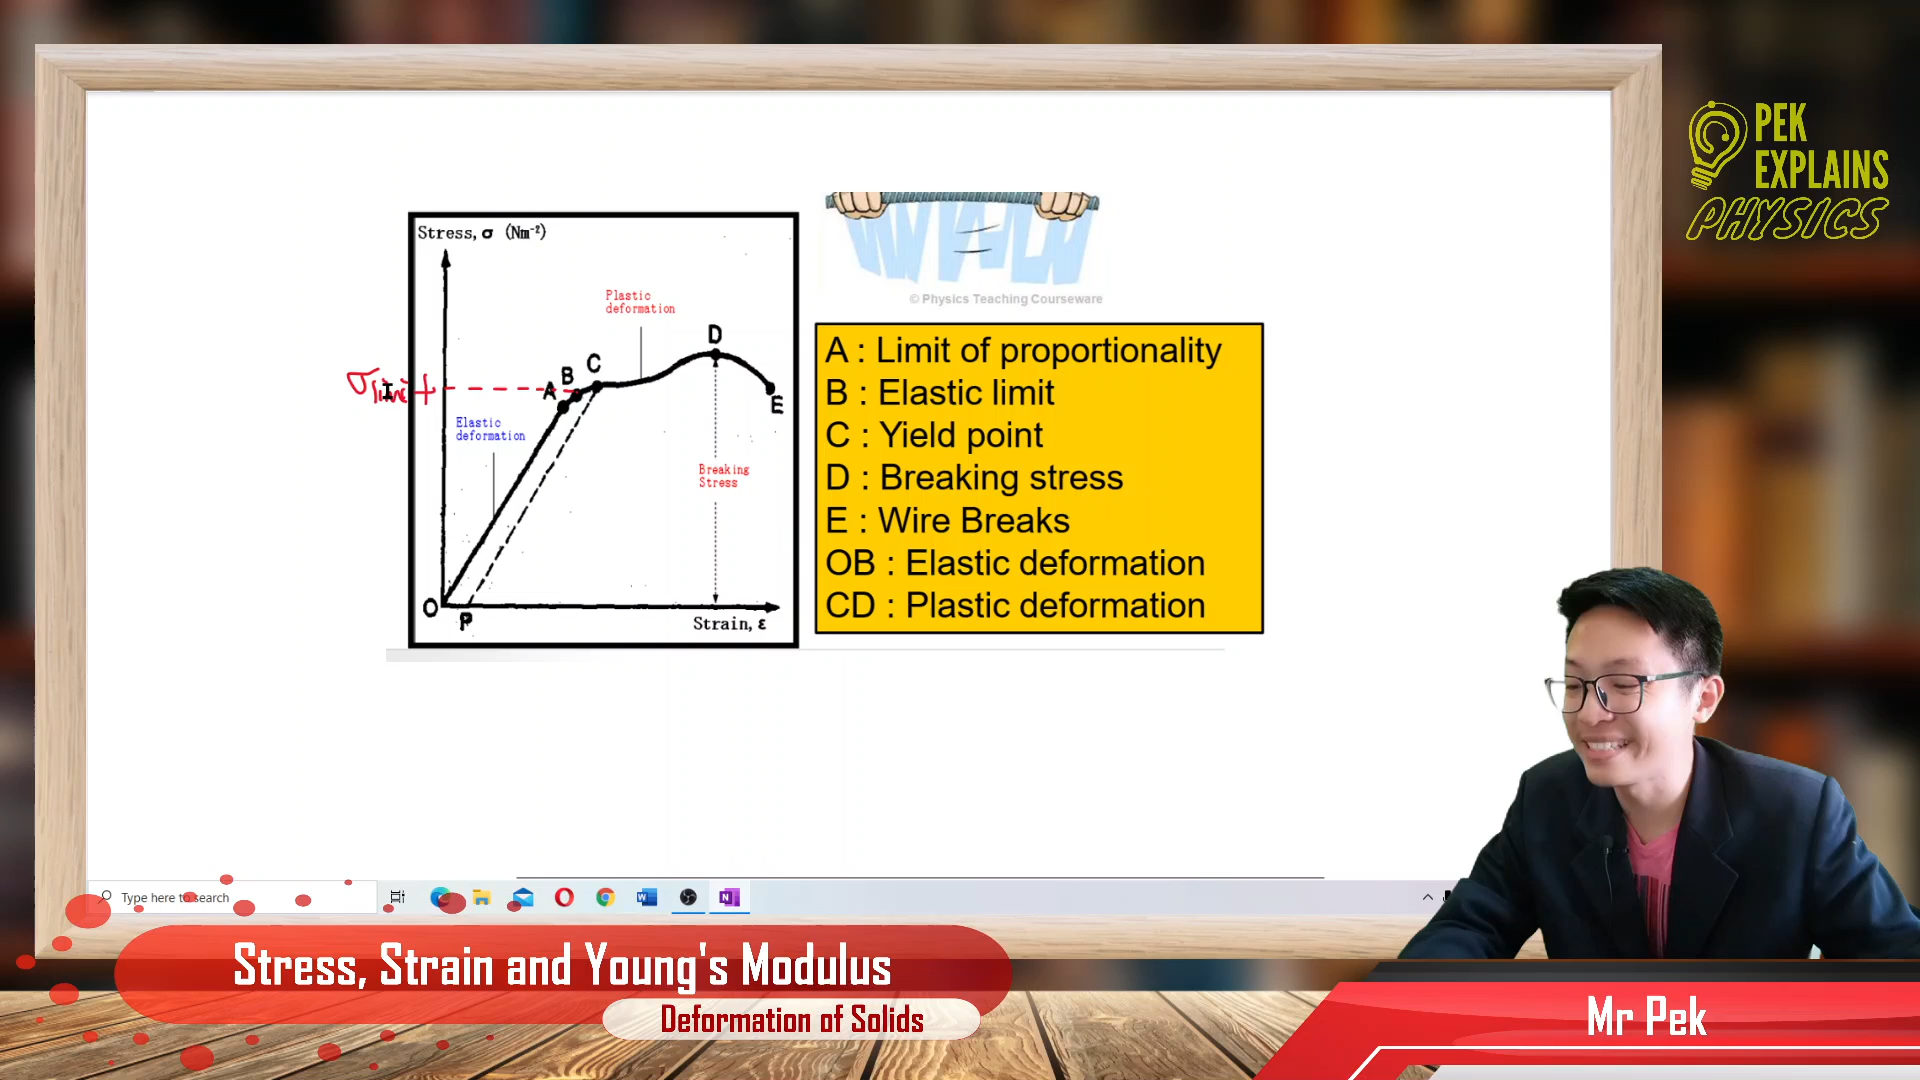 PEK
EXPLAINS
PHYSICS
Stress, σ (Nm⁻²)
Plastic
deformation
D
C
B
A
E
σlimit
Elastic
deformation
Breaking
Stress
O
P
Strain, ε
© Physics Teaching Courseware
A : Limit of proportionality
B : Elastic limit
C : Yield point
D : Breaking stress
E : Wire Breaks
OB : Elastic deformation
CD : Plastic deformation
Type here to search
Stress, Strain and Young's Modulus
Deformation of Solids
Mr Pek